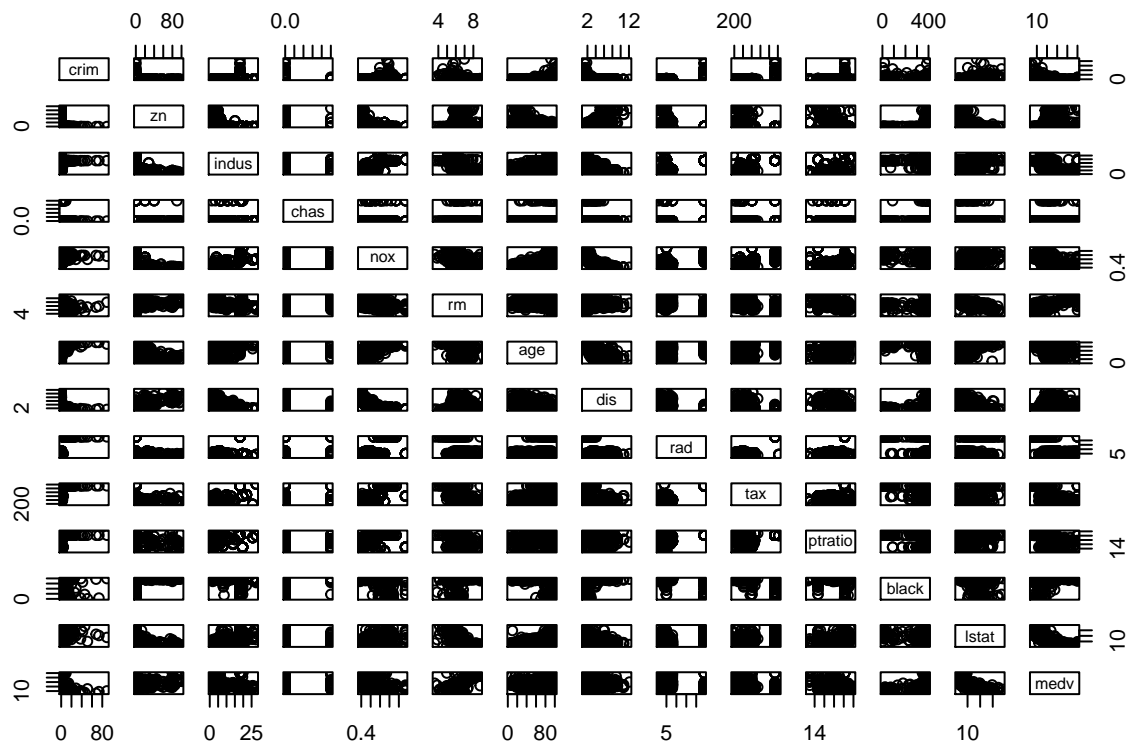 0 80 0.0 4 8 2 12 200 0 400 10
crim 0
0 zn
indus 0
0.0 chas
nox 0.4
4 rm
age 0
2 dis
rad 5
200 tax
ptratio 14
0 black
lstat 10
10 medv
0 80 0 25 0.4 0 80 5 14 10